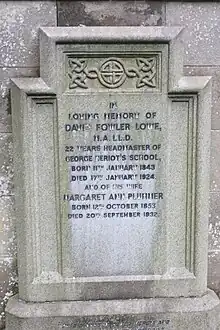 IN
LOVING MEMORY OF
DAVID FOWLER LOWE,
M.A. LL.D.
22 YEARS HEADMASTER OF
GEORGE HERIOT'S SCHOOL,
BORN 11TH JANUARY 1843
DIED 17TH JANUARY 1924.
AND OF HIS WIFE
MARGARET ANN PLUMMER
BORN 12TH OCTOBER 1853
DIED 20TH SEPTEMBER 1932.